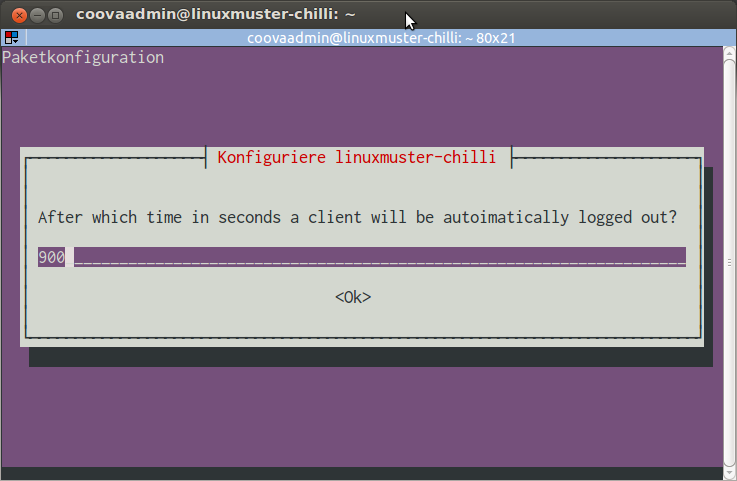 coovaadmin@linuxmuster-chilli: ~
coovaadmin@linuxmuster-chilli: ~ 80x21
Paketkonfiguration
Konfiguriere linuxmuster-chilli
After which time in seconds a client will be autoimatically logged out?
900
<Ok>